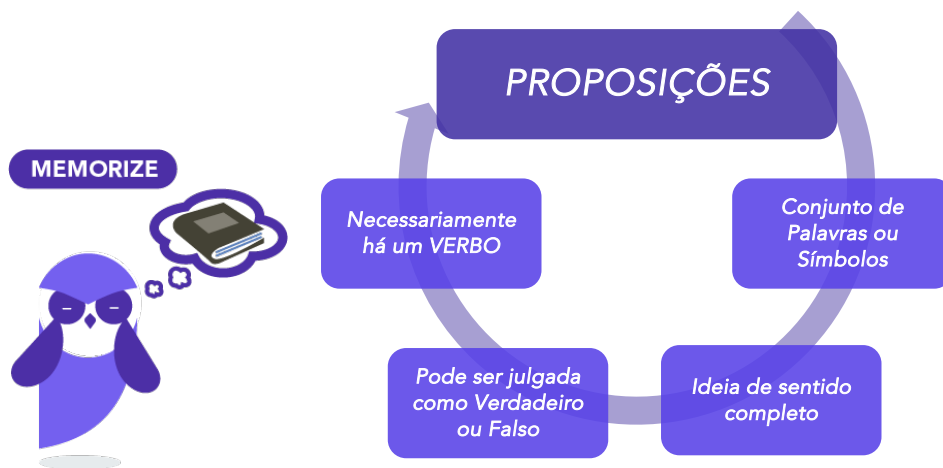 PROPOSIÇÕES
MEMORIZE
Conjunto de
Palavras ou
Símbolos
Ideia de sentido
completo
Pode ser julgada
como Verdadeiro
ou Falso
Necessariamente
há um VERBO